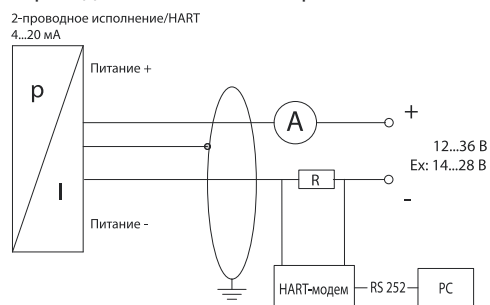 2-проводное исполнение/HART
4...20 мА
Питание +
p
A
+
12...36 В
Ex: 14...28 В
I
R
-
Питание -
HART-модем
RS 252
PC